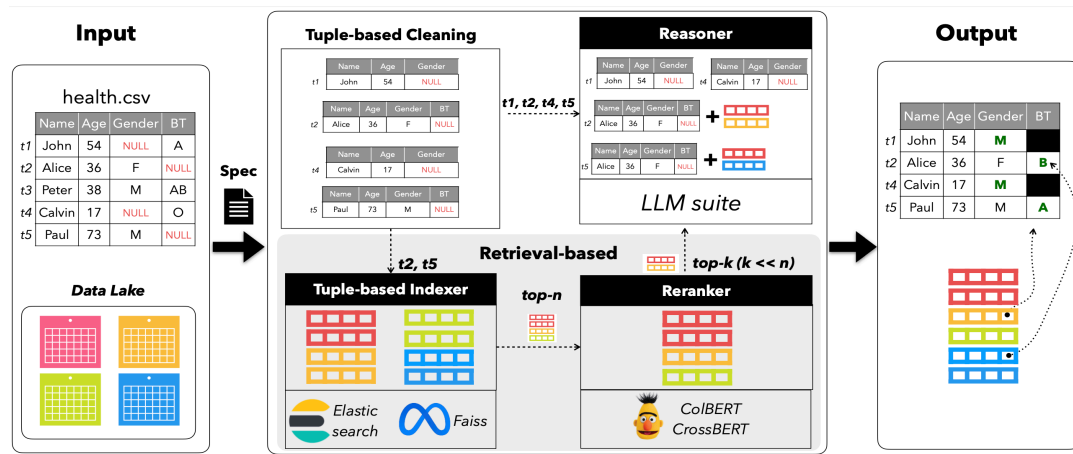 Input
health.csv
Name Age Gender BT
t1 John 54 NULL A
t2 Alice 36 F NULL
t3 Peter 38 M AB
t4 Calvin 17 NULL O
t5 Paul 73 M NULL
Data Lake
Spec
Tuple-based Cleaning
Name Age Gender
t1 John 54 NULL
Name Age Gender BT
t2 Alice 36 F NULL
Name Age Gender
t4 Calvin 17 NULL
Name Age Gender BT
t5 Paul 73 M NULL
t1, t2, t4, t5
Reasoner
Name Age Gender
t1 John 54 NULL
Name Age Gender
t4 Calvin 17 NULL
Name Age Gender BT
t2 Alice 36 F NULL
+
Name Age Gender BT
t5 Alice 36 F NULL
+
LLM suite
Retrieval-based
t2, t5
top-k (k << n)
Tuple-based Indexer
top-n
Reranker
Elastic
search
Faiss
ColBERT
CrossBERT
Output
Name Age Gender BT
t1 John 54 M
t2 Alice 36 F B
t4 Calvin 17 M
t5 Paul 73 M A